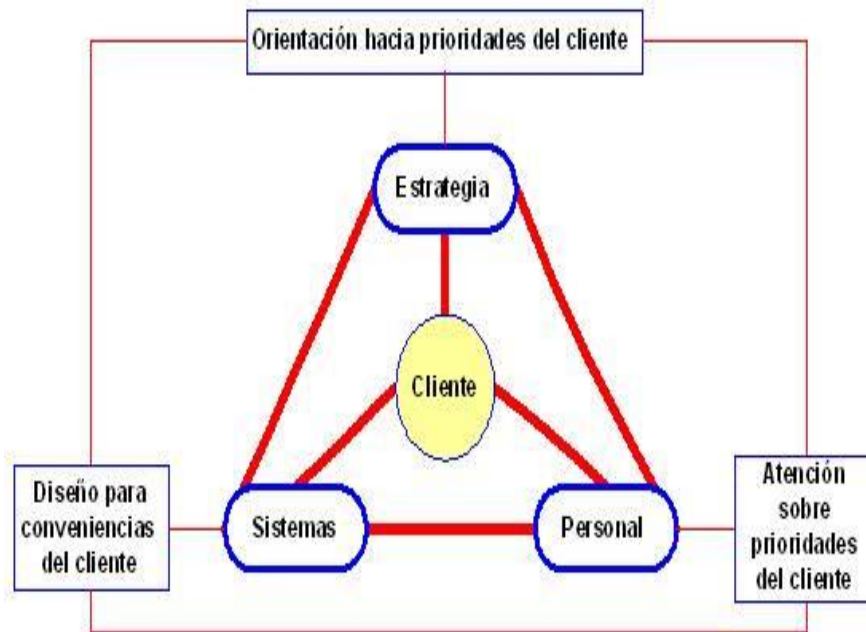 Orientación hacia prioridades del cliente
Estrategia
Cliente
Diseño para
conveniencias
del cliente
Sistemas
Personal
Atención
sobre
prioridades
del cliente